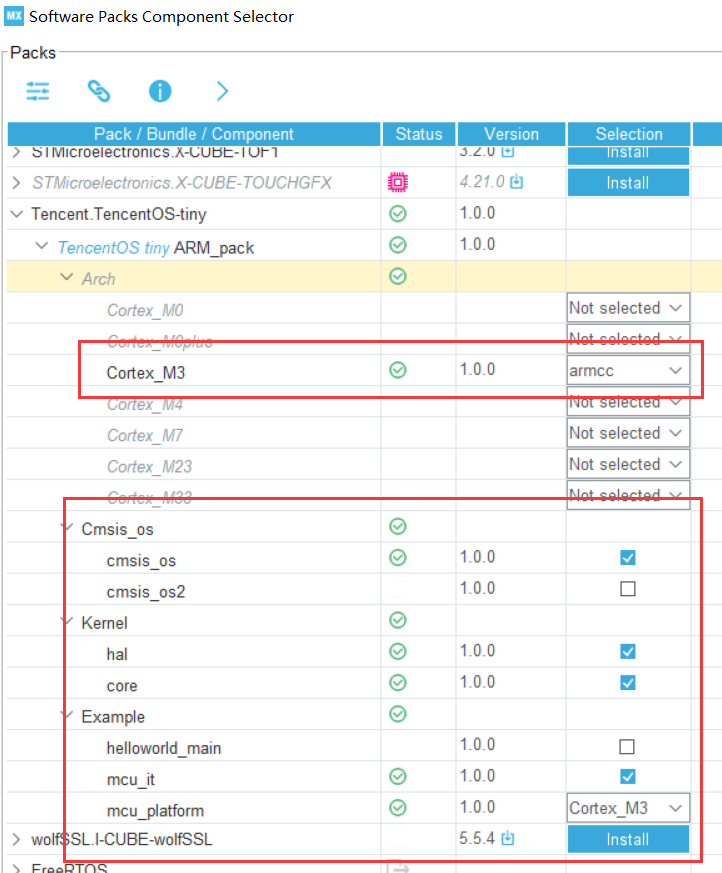 MX Software Packs Component Selector
Packs
Pack / Bundle / Component Status Version Selection
STMicroelectronics.X-CUBE-TOF1 3.2.0 Install
STMicroelectronics.X-CUBE-TOUCHGFX 4.21.0 Install
Tencent.TencentOS-tiny 1.0.0
TencentOS tiny ARM_pack 1.0.0
Arch
Cortex_M0 Not selected
Cortex_M0plus Not selected
Cortex_M3 1.0.0 armcc
Cortex_M4 Not selected
Cortex_M7 Not selected
Cortex_M23 Not selected
Cortex_M33 Not selected
Cmsis_os
cmsis_os 1.0.0
cmsis_os2 1.0.0
Kernel
hal 1.0.0
core 1.0.0
Example
helloworld_main 1.0.0
mcu_it 1.0.0
mcu_platform 1.0.0 Cortex_M3
wolfSSL.I-CUBE-wolfSSL 5.5.4 Install
FreeRTOS